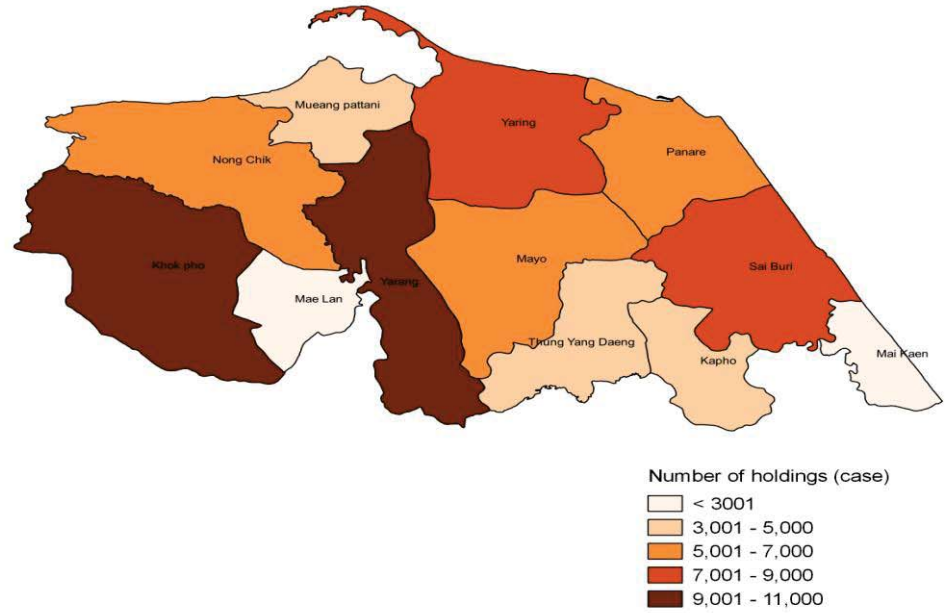 Mueang pattani
Yaring
Nong Chik
Panare
Khok pho
Mayo
Sai Buri
Yarang
Mae Lan
Thung Yang Daeng
Kapho
Mai Kaen
Number of holdings (case)
< 3001
3,001 - 5,000
5,001 - 7,000
7,001 - 9,000
9,001 - 11,000